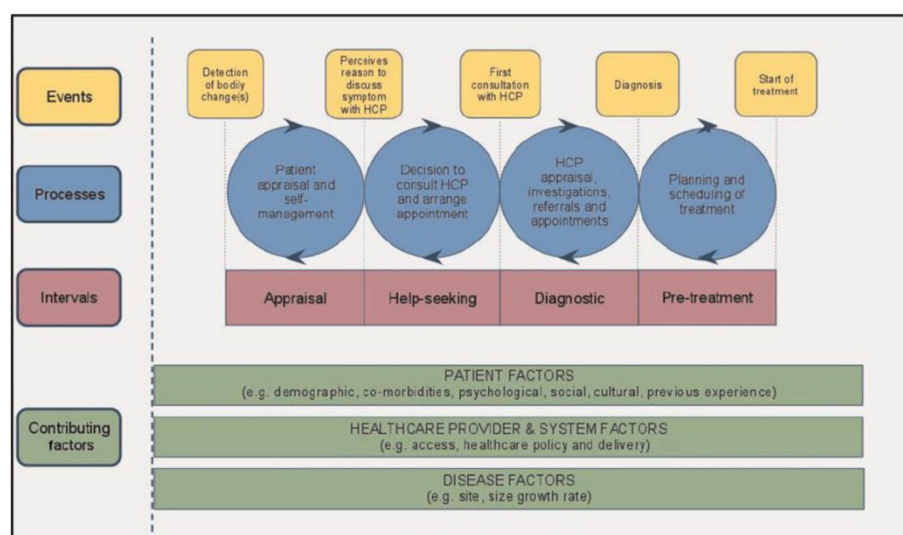 Events
Detection
of bodily
change(s)
Perceives
reason to
discuss
symptom
with HCP
First
consultation
with HCP
Diagnosis
Start of
treatment
Processes
Patient
appraisal and
self-
management
Decision to
consult HCP
and arrange
appointment
HCP
appraisal,
investigations,
referrals and
appointments
Planning and
scheduling of
treatment
Intervals
Appraisal
Help-seeking
Diagnostic
Pre-treatment
Contributing
factors
PATIENT FACTORS
(e.g. demographic, co-morbidities, psychological, social, cultural, previous experience)
HEALTHCARE PROVIDER & SYSTEM FACTORS
(e.g. access, healthcare policy and delivery)
DISEASE FACTORS
(e.g. site, size growth rate)